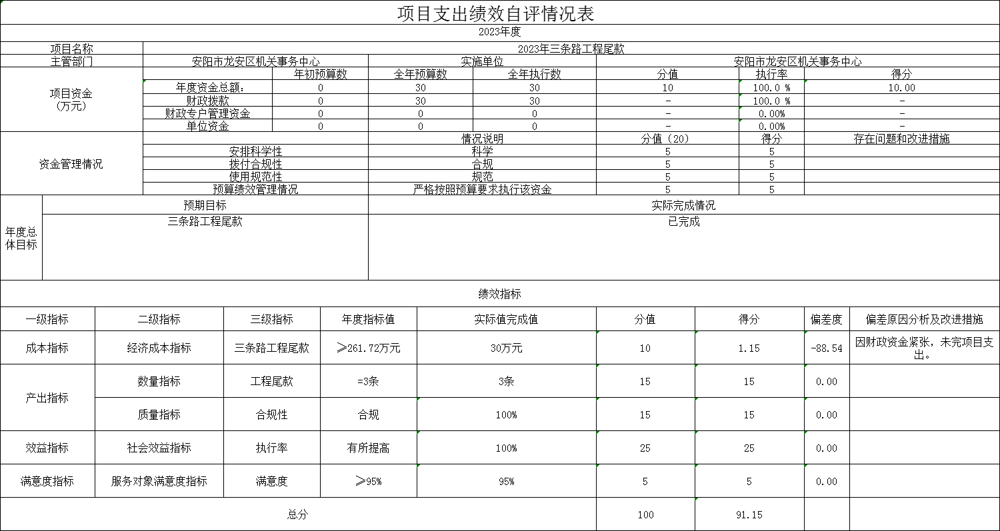 项目支出绩效自评情况表
2023年度
项目名称 2023年三条路工程尾款
主管部门 安阳市龙安区机关事务中心 实施单位 安阳市龙安区机关事务中心
项目资金
(万元)
年初预算数 全年预算数 全年执行数 分值 执行率 得分
年度资金总额: 0 30 30 10 100.0 % 10.00
财政拨款 0 30 30 - 100.0 % -
财政专户管理资金 0 0 0 - 0.00% -
单位资金 0 0 0 - 0.00% -
资金管理情况
情况说明 分值（20） 得分 存在问题和改进措施
安排科学性 科学 5 5
拨付合规性 合规 5 5
使用规范性 规范 5 5
预算绩效管理情况 严格按照预算要求执行该资金 5 5
年度总
体目标
预期目标 实际完成情况
三条路工程尾款 已完成
绩效指标
一级指标 二级指标 三级指标 年度指标值 实际值完成值 分值 得分 偏差度 偏差原因分析及改进措施
成本指标 经济成本指标 三条路工程尾款 ≥261.72万元 30万元 10 1.15 -88.54 因财政资金紧张，未完项目支
出。
产出指标 数量指标 工程尾款 =3条 3条 15 15 0.00
质量指标 合规性 合规 100% 15 15 0.00
效益指标 社会效益指标 执行率 有所提高 100% 25 25 0.00
满意度指标 服务对象满意度指标 满意度 ≥95% 95% 5 5 0.00
总分 100 91.15